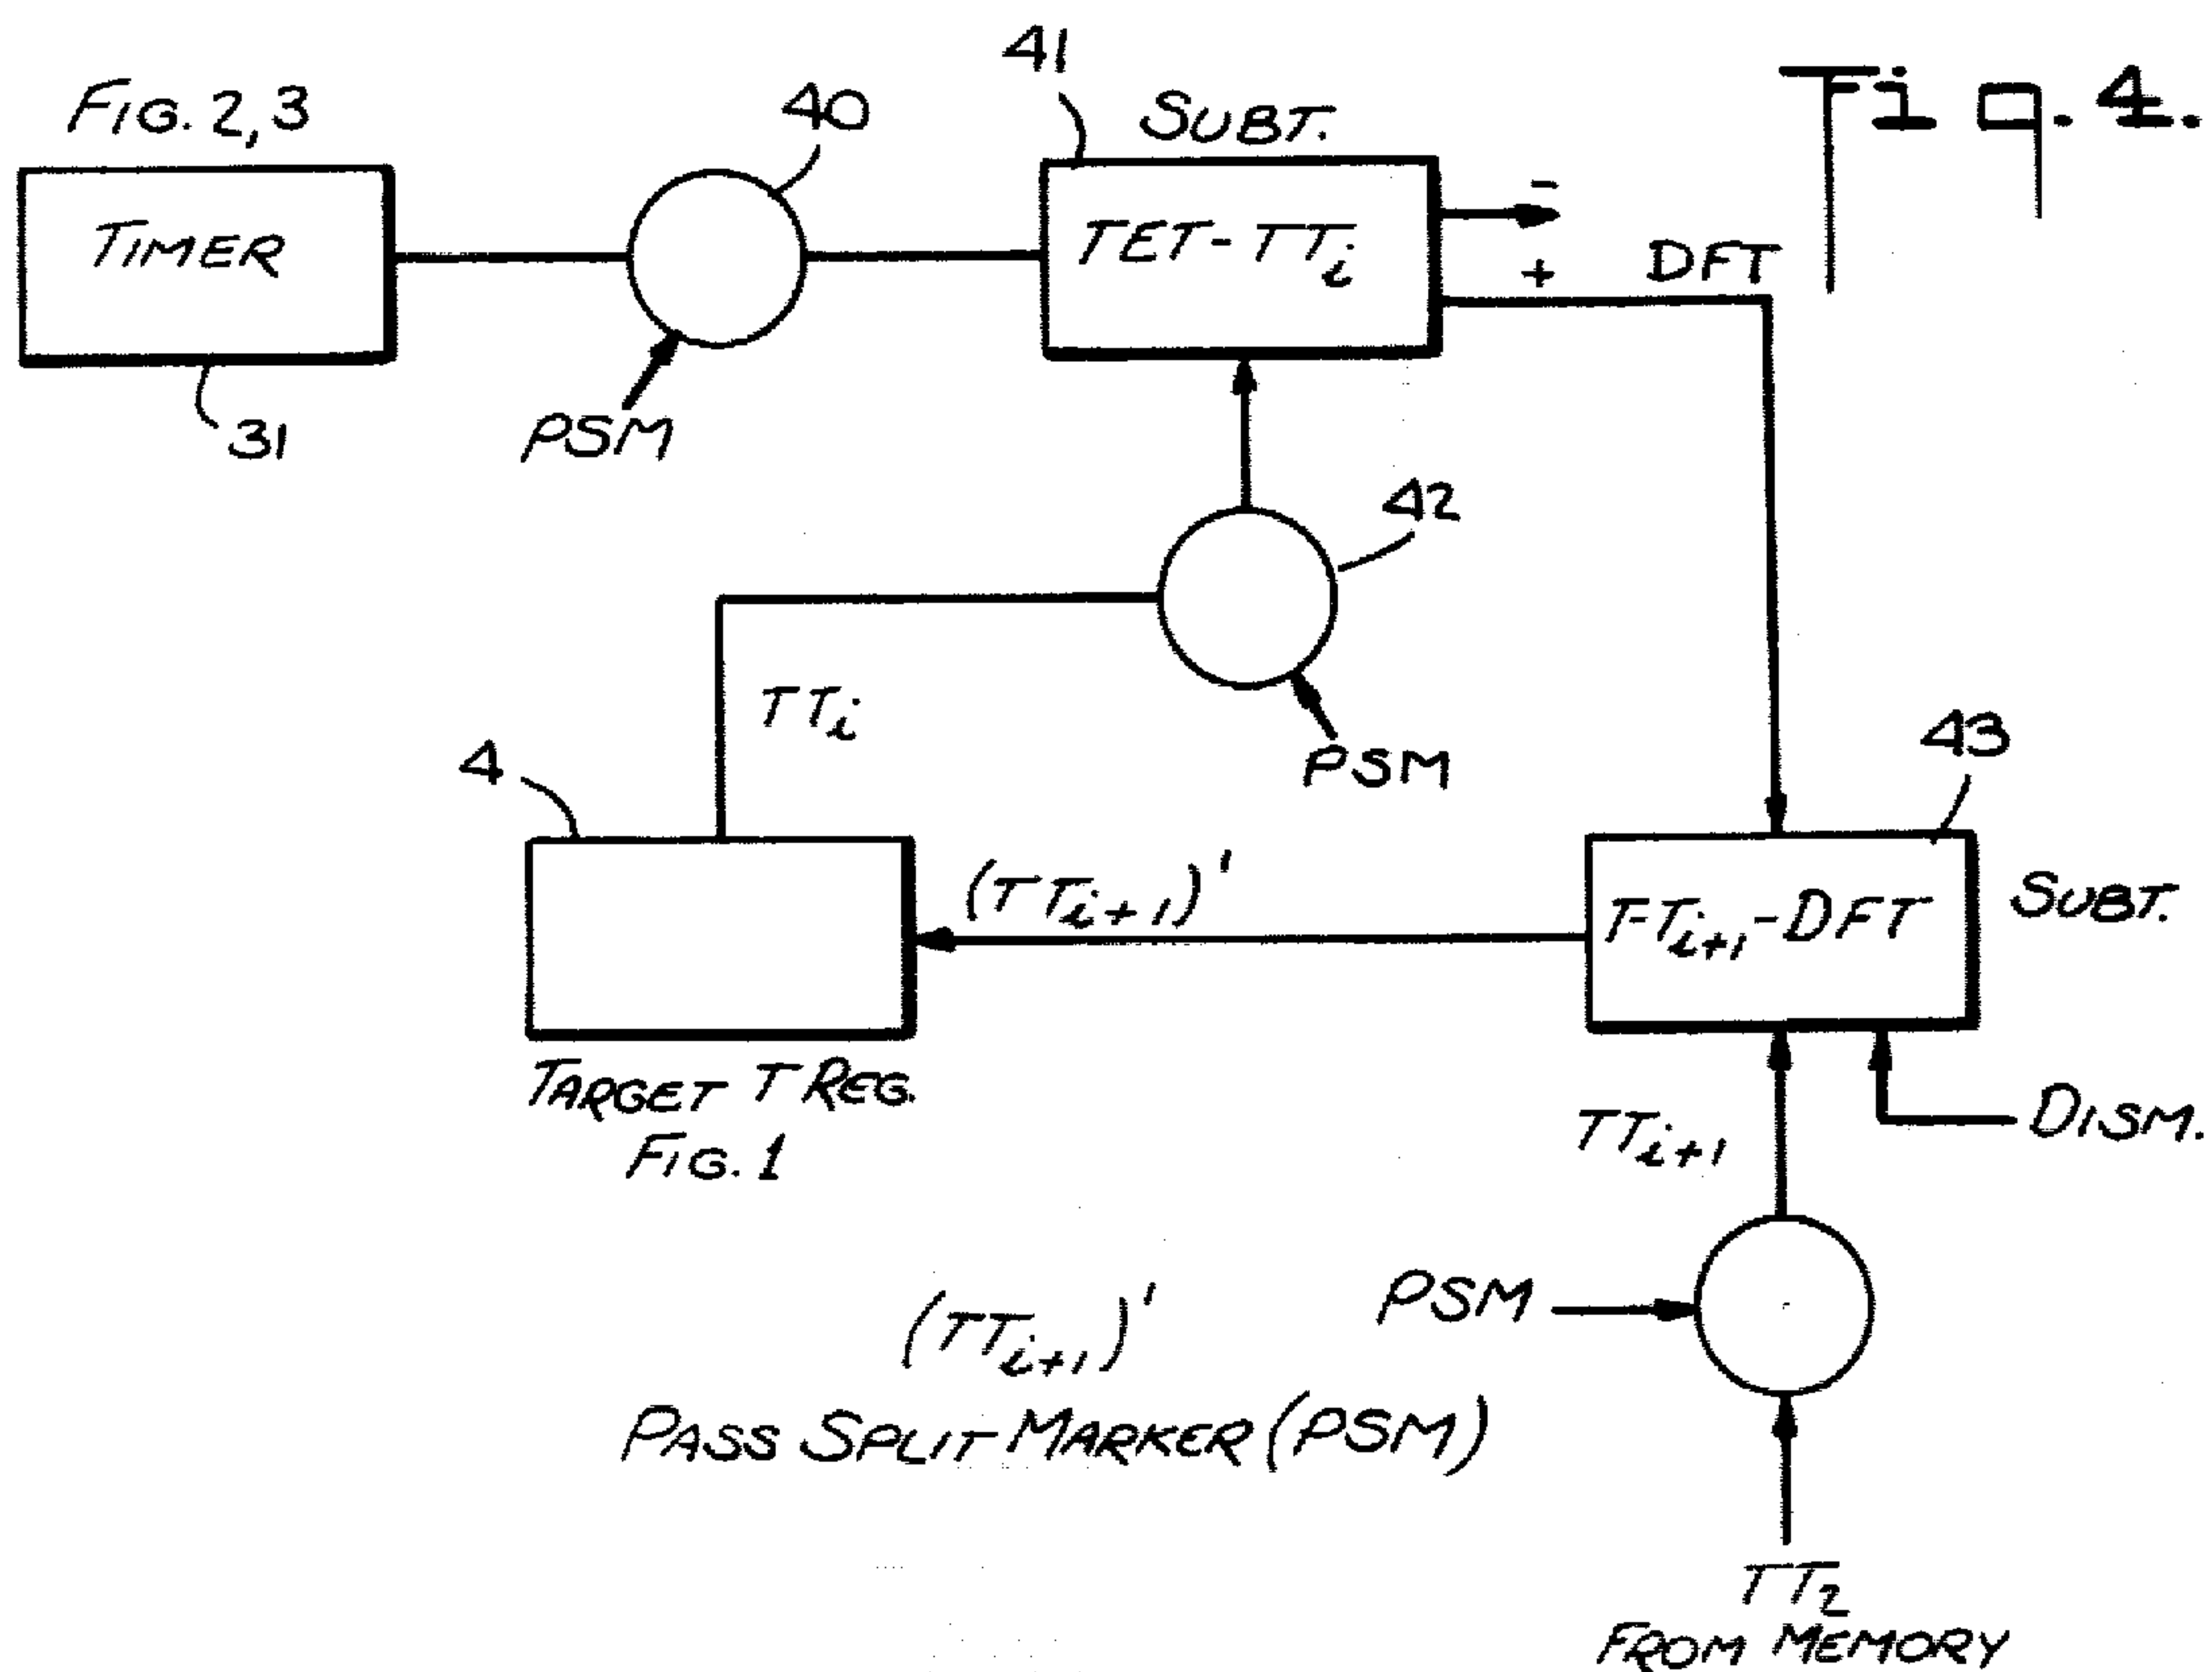 Fig. 4.
FIG. 2, 3
TIMER
31
40
PSM
41
SUBT.
TET-TTi
-
+
DFT
42
PSM
TTi
4
TARGET T REG.
FIG. 1
(TTi+1)'
43
TTi+1-DFT
SUBT.
DISM.
TTi+1
PSM
TT2
FROM MEMORY
(TTi+1)'
PASS SPLIT MARKER (PSM)